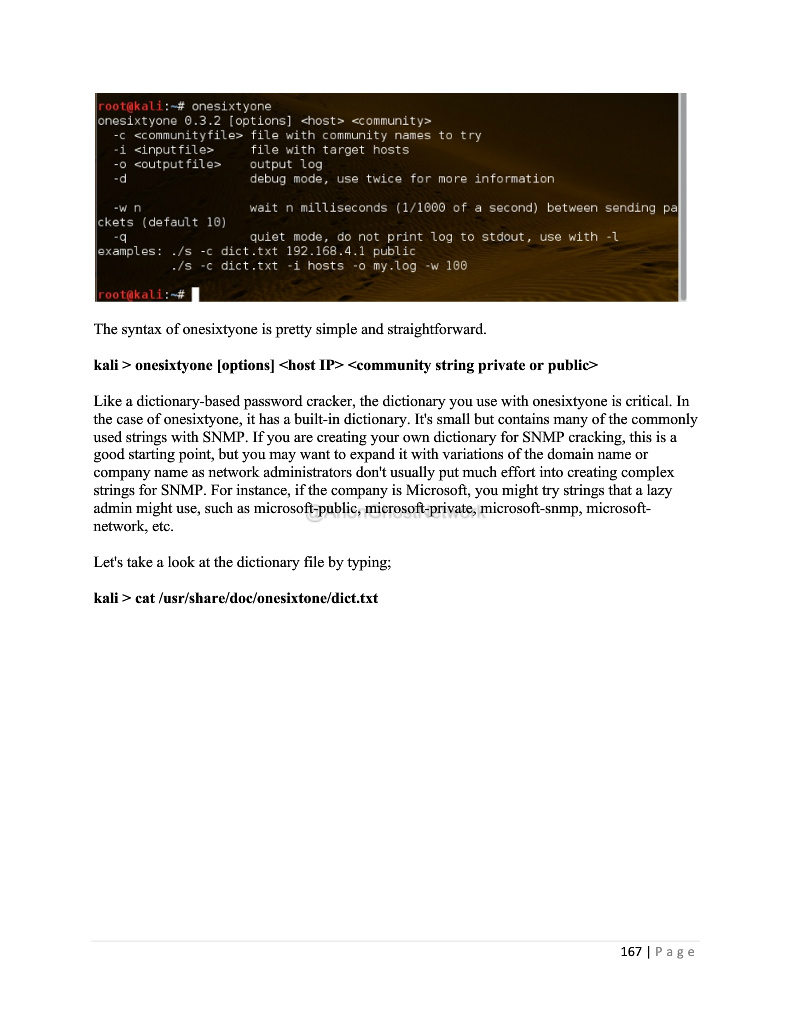 root@kali:~# onesixtyone
onesixtyone 0.3.2 [options] <host> <community>
-c <communityfile> file with community names to try
-i <inputfile> file with target hosts
-o <outputfile> output log
-d debug mode, use twice for more information
-w n wait n milliseconds (1/1000 of a second) between sending pa
ckets (default 10)
-q quiet mode, do not print log to stdout, use with -l
examples: ./s -c dict.txt 192.168.4.1 public
./s -c dict.txt -i hosts -o my.log -w 100
root@kali:~#
The syntax of onesixtyone is pretty simple and straightforward.
kali > onesixtyone [options] <host IP> <community string private or public>
Like a dictionary-based password cracker, the dictionary you use with onesixtyone is critical. In
the case of onesixtyone, it has a built-in dictionary. It's small but contains many of the commonly
used strings with SNMP. If you are creating your own dictionary for SNMP cracking, this is a
good starting point, but you may want to expand it with variations of the domain name or
company name as network administrators don't usually put much effort into creating complex
strings for SNMP. For instance, if the company is Microsoft, you might try strings that a lazy
admin might use, such as microsoft-public, microsoft-private, microsoft-snmp, microsoft-
network, etc.
Let's take a look at the dictionary file by typing;
kali > cat /usr/share/doc/onesixtone/dict.txt
167 | Page